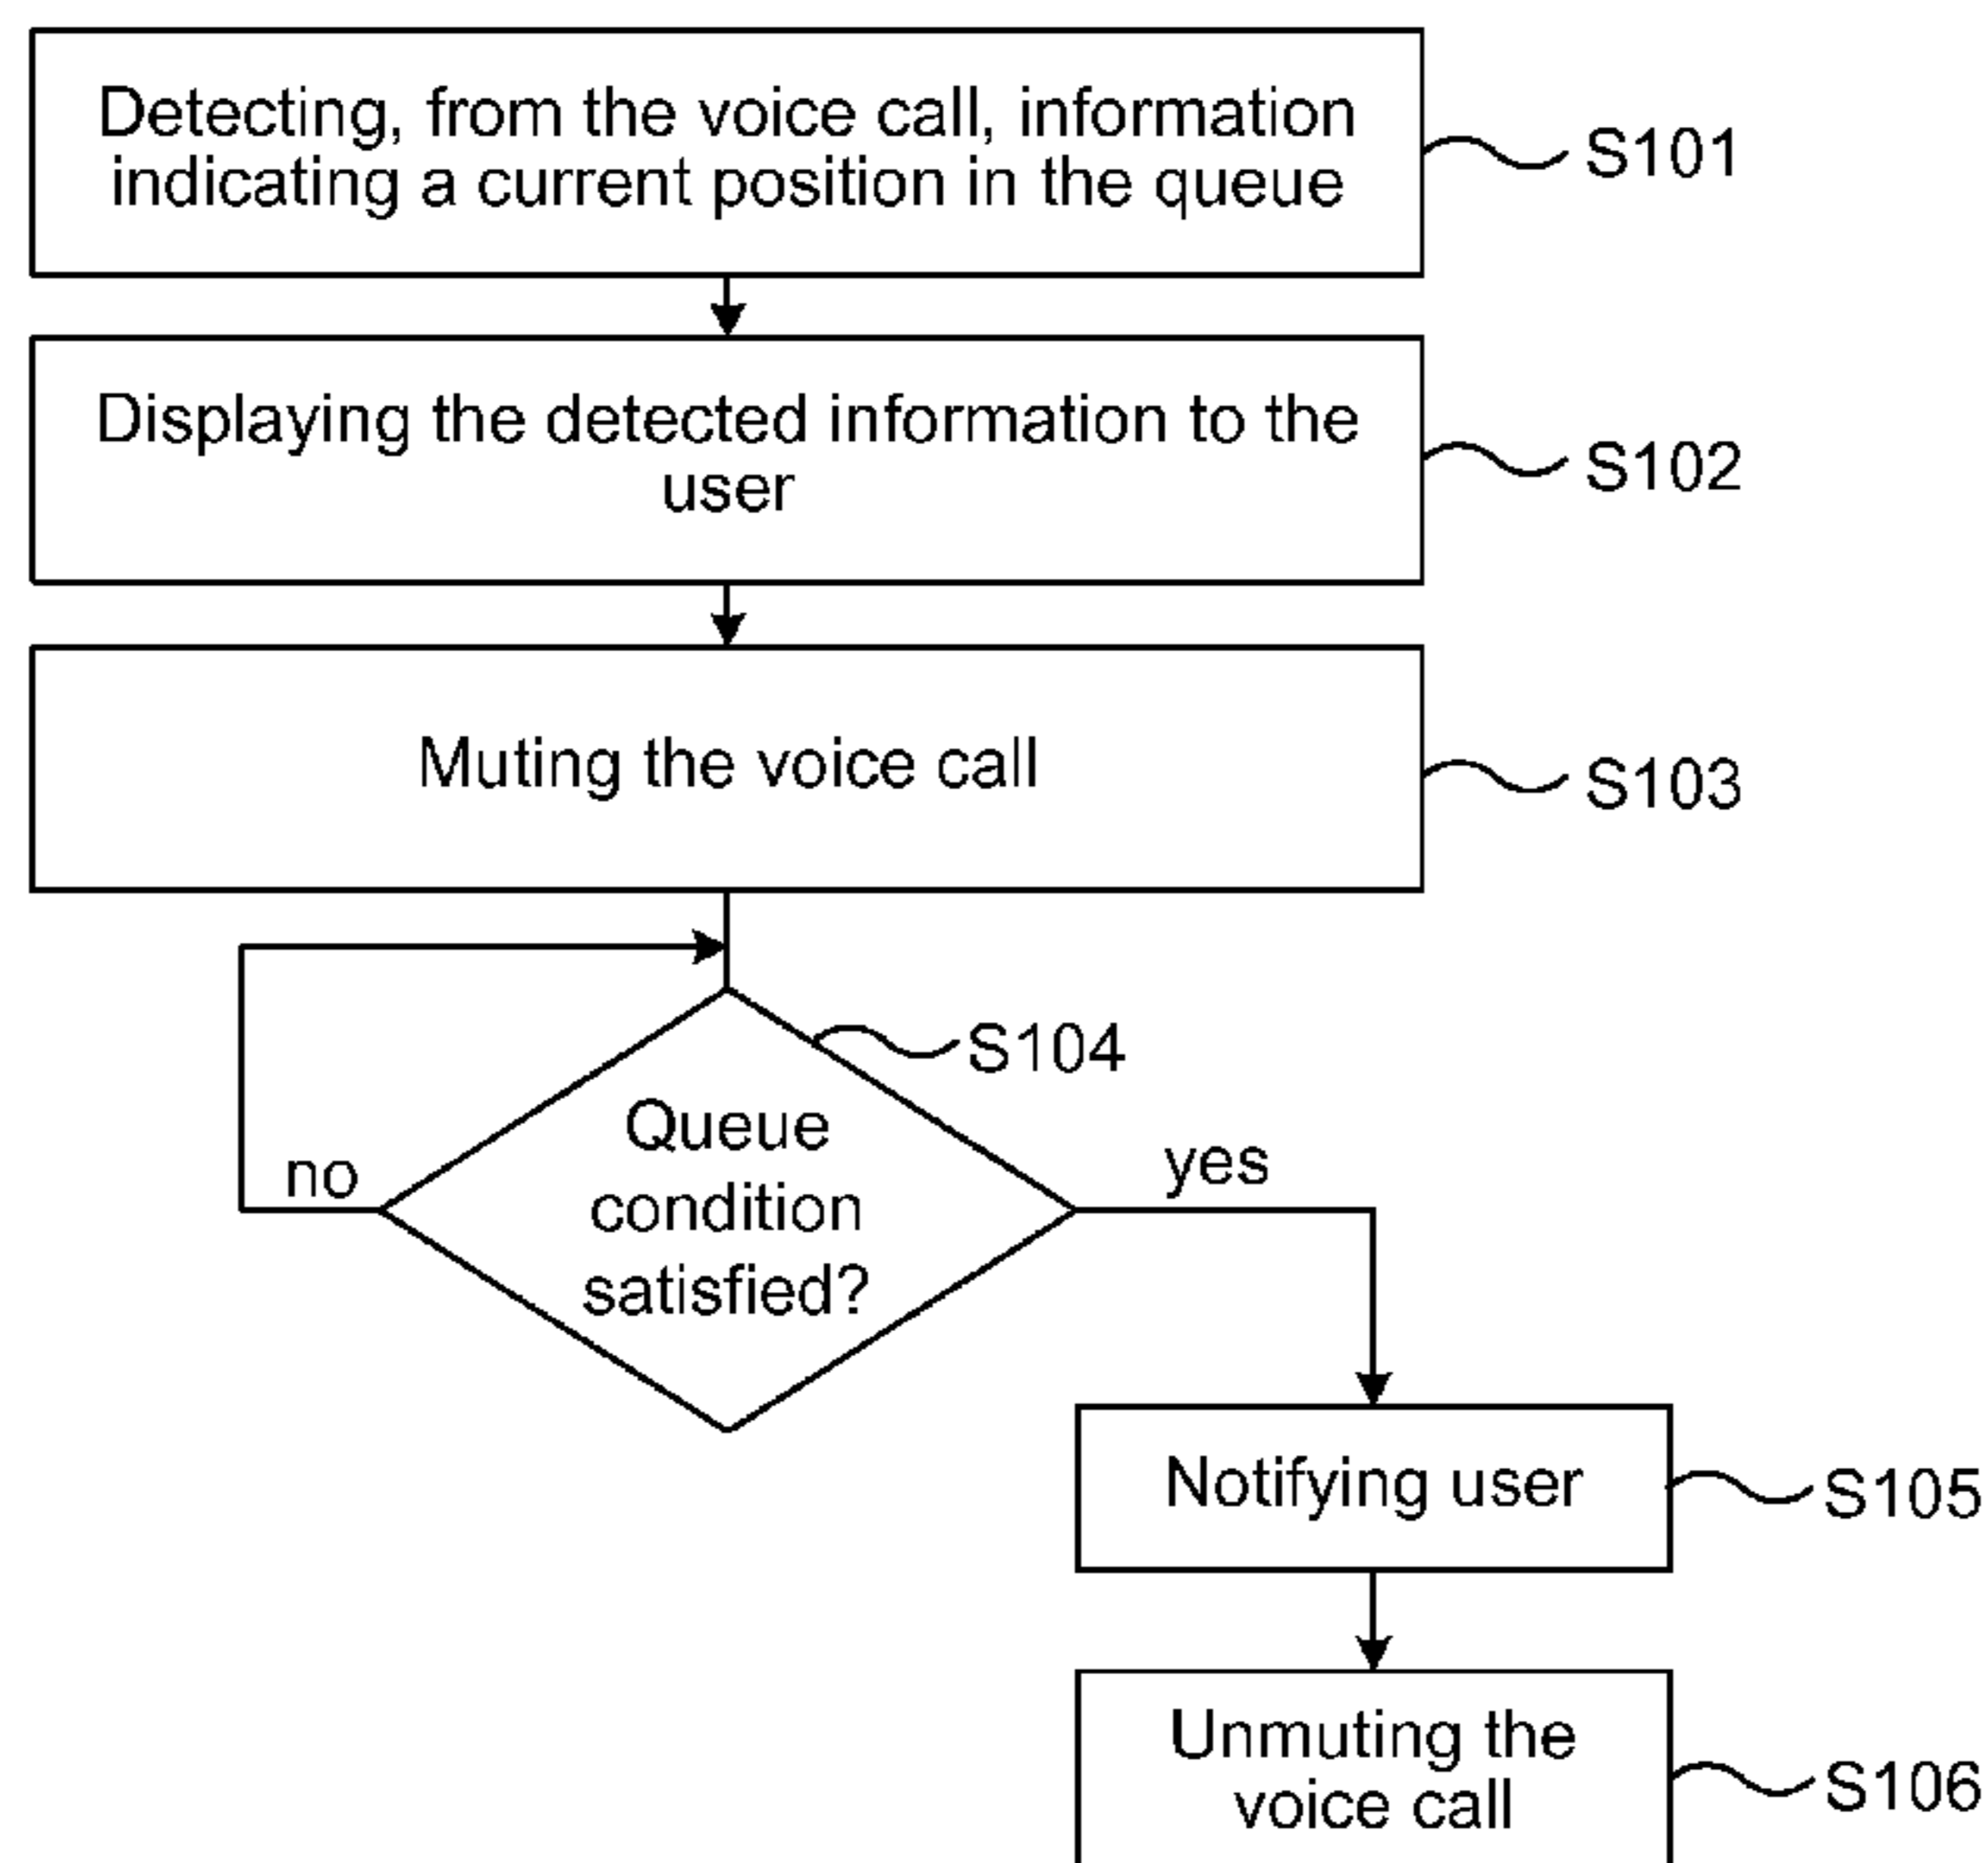 Detecting, from the voice call, information
indicating a current position in the queue
S101
Displaying the detected information to the
user
S102
Muting the voice call
S103
S104
Queue
condition
satisfied?
no
yes
Notifying user
S105
Unmuting the
voice call
S106